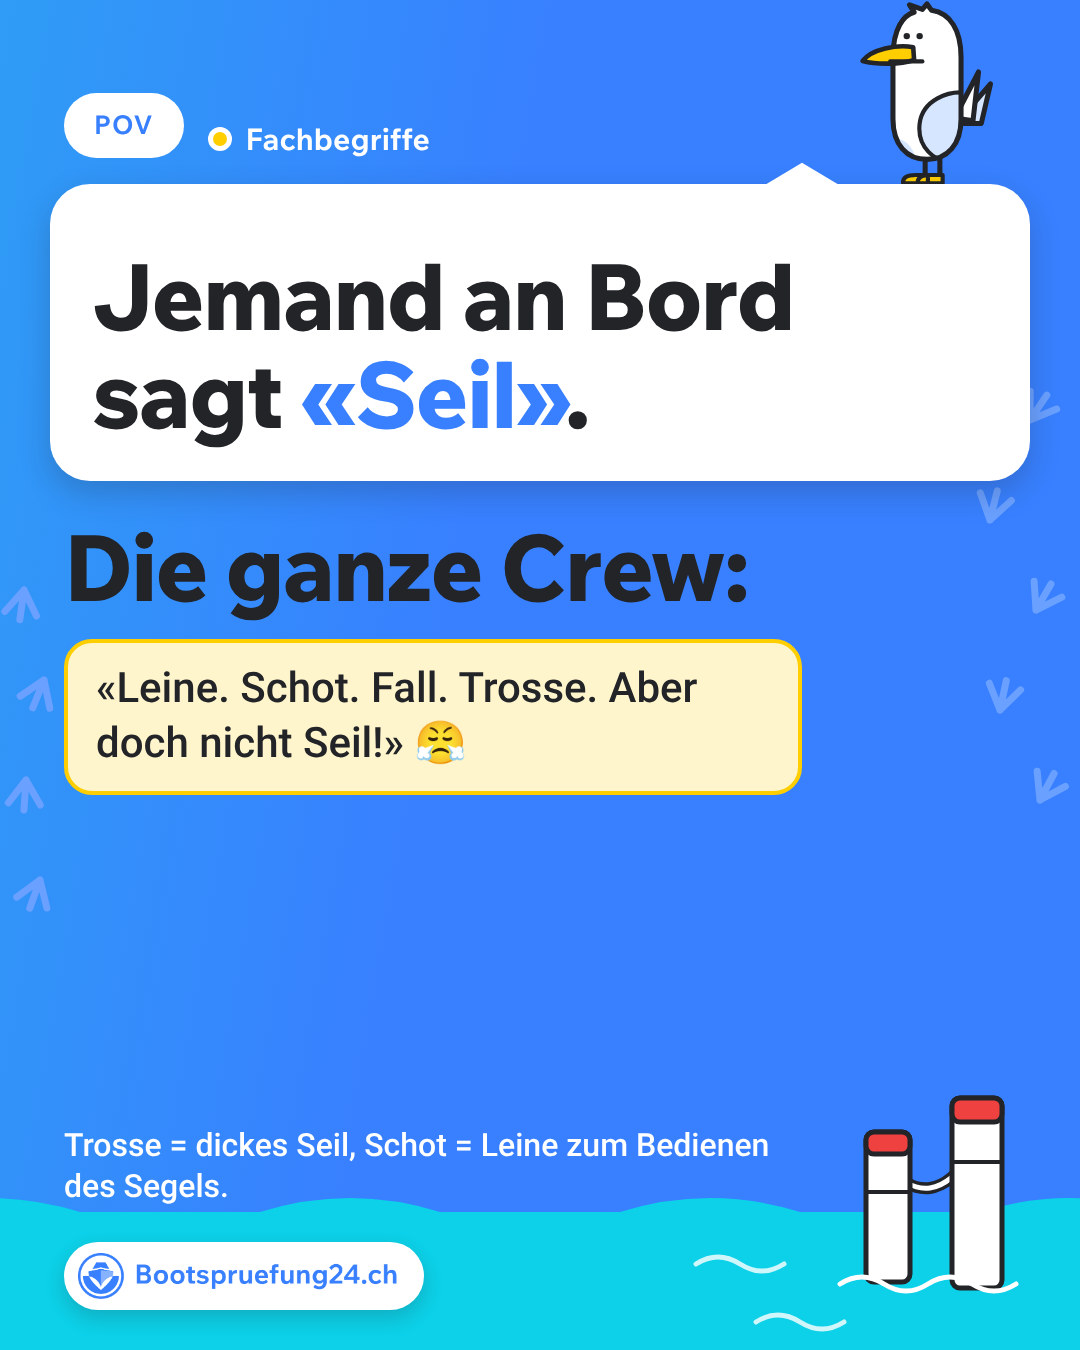 POV
Fachbegriffe
Jemand an Bord
sagt «Seil».
Die ganze Crew:
«Leine. Schot. Fall. Trosse. Aber
doch nicht Seil!» 😤
Trosse = dickes Seil, Schot = Leine zum Bedienen
des Segels.
Bootspruefung24.ch